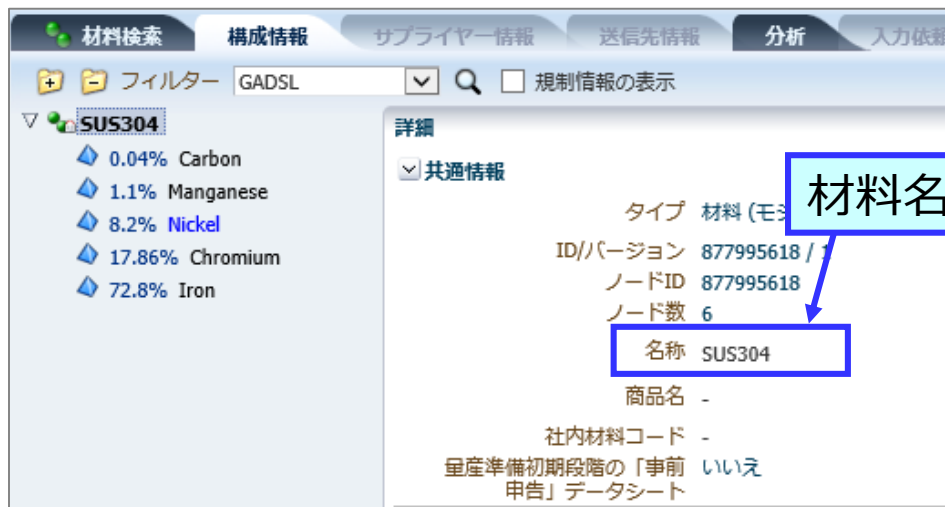 材料検索 構成情報 サプライヤー情報 送信先情報 分析 入力依頼
フィルター GADSL 規制情報の表示
SUS304
0.04% Carbon
1.1% Manganese
8.2% Nickel
17.86% Chromium
72.8% Iron
詳細
共通情報
材料名
タイプ 材料 (モジ
ID/バージョン 877995618 / 1
ノードID 877995618
ノード数 6
名称 SUS304
商品名 -
社内材料コード -
量産準備初期段階の「事前 いいえ
申告」データシート